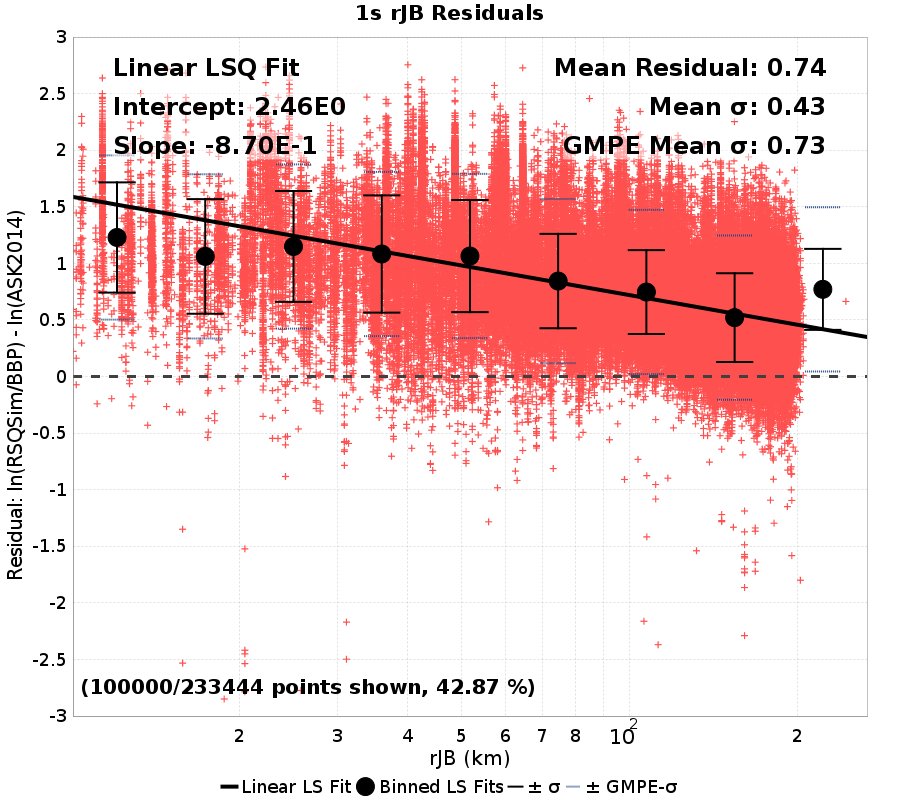 1s rJB Residuals
Linear LSQ Fit
Intercept: 2.46E0
Slope: -8.70E-1
Mean Residual: 0.74
Mean σ: 0.43
GMPE Mean σ: 0.73
3
2.5
2
1.5
1
0.5
0
-0.5
-1
-1.5
-2
-2.5
-3
Residual: ln(RSQSim/BBP) - ln(ASK2014)
(100000/233444 points shown, 42.87 %)
2 3 4 5 6 7 8 10² 2
rJB (km)
Linear LS Fit Binned LS Fits ± σ ± GMPE-σ